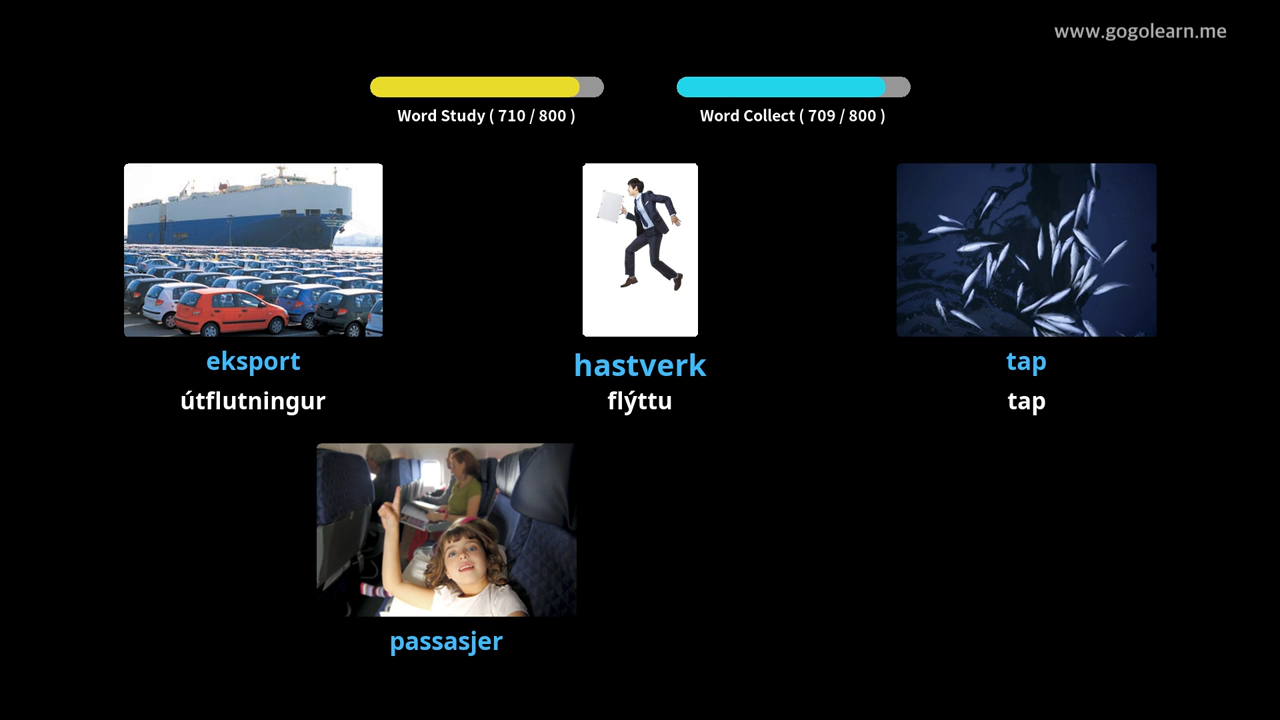 www.gogolearn.me
Word Study ( 710 / 800 )
Word Collect ( 709 / 800 )
eksport
hastverk
tap
útflutningur
flýttu
tap
passasjer